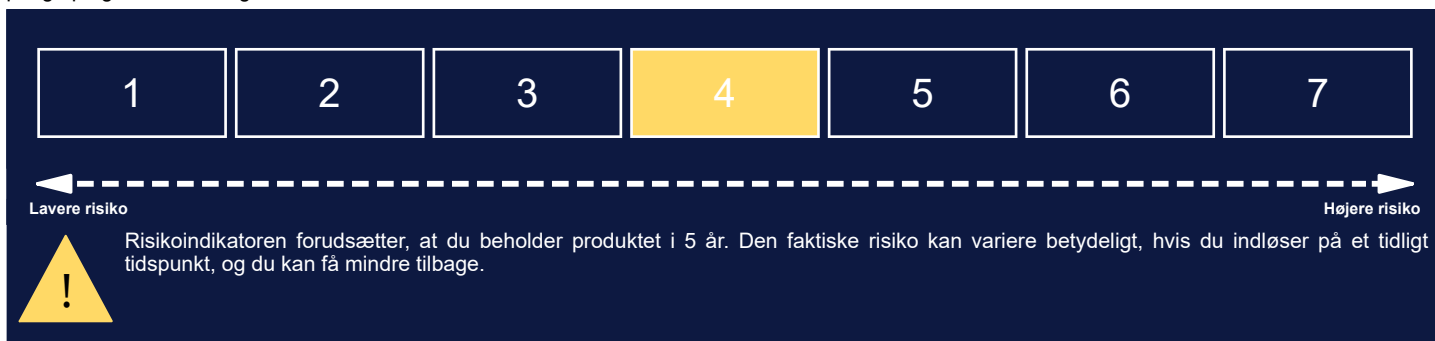 1 2 3 4 5 6 7
Lavere risiko Højere risiko
Risikoindikatoren forudsætter, at du beholder produktet i 5 år. Den faktiske risiko kan variere betydeligt, hvis du indløser på et tidligt
tidspunkt, og du kan få mindre tilbage.
!